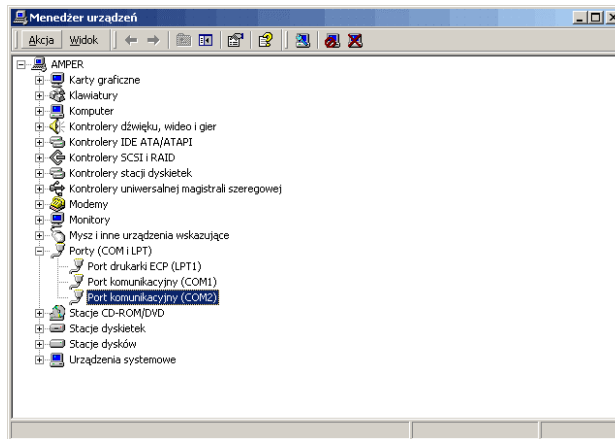 Menedżer urządzeń
Akcja Widok
AMPER
Karty graficzne
Klawiatury
Komputer
Kontrolery dźwięku, wideo i gier
Kontrolery IDE ATA/ATAPI
Kontrolery SCSI i RAID
Kontrolery stacji dyskietek
Kontrolery uniwersalnej magistrali szeregowej
Modemy
Monitory
Mysz i inne urządzenia wskazujące
Porty (COM i LPT)
Port drukarki ECP (LPT1)
Port komunikacyjny (COM1)
Port komunikacyjny (COM2)
Stacje CD-ROM/DVD
Stacje dyskietek
Stacje dysków
Urządzenia systemowe